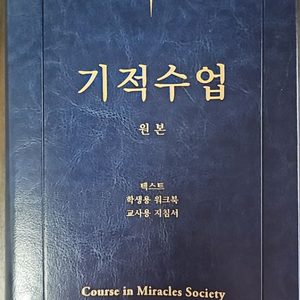 기적수업
원본
텍스트
학생용 워크북
교사용 지침서
Course in Miracles Society